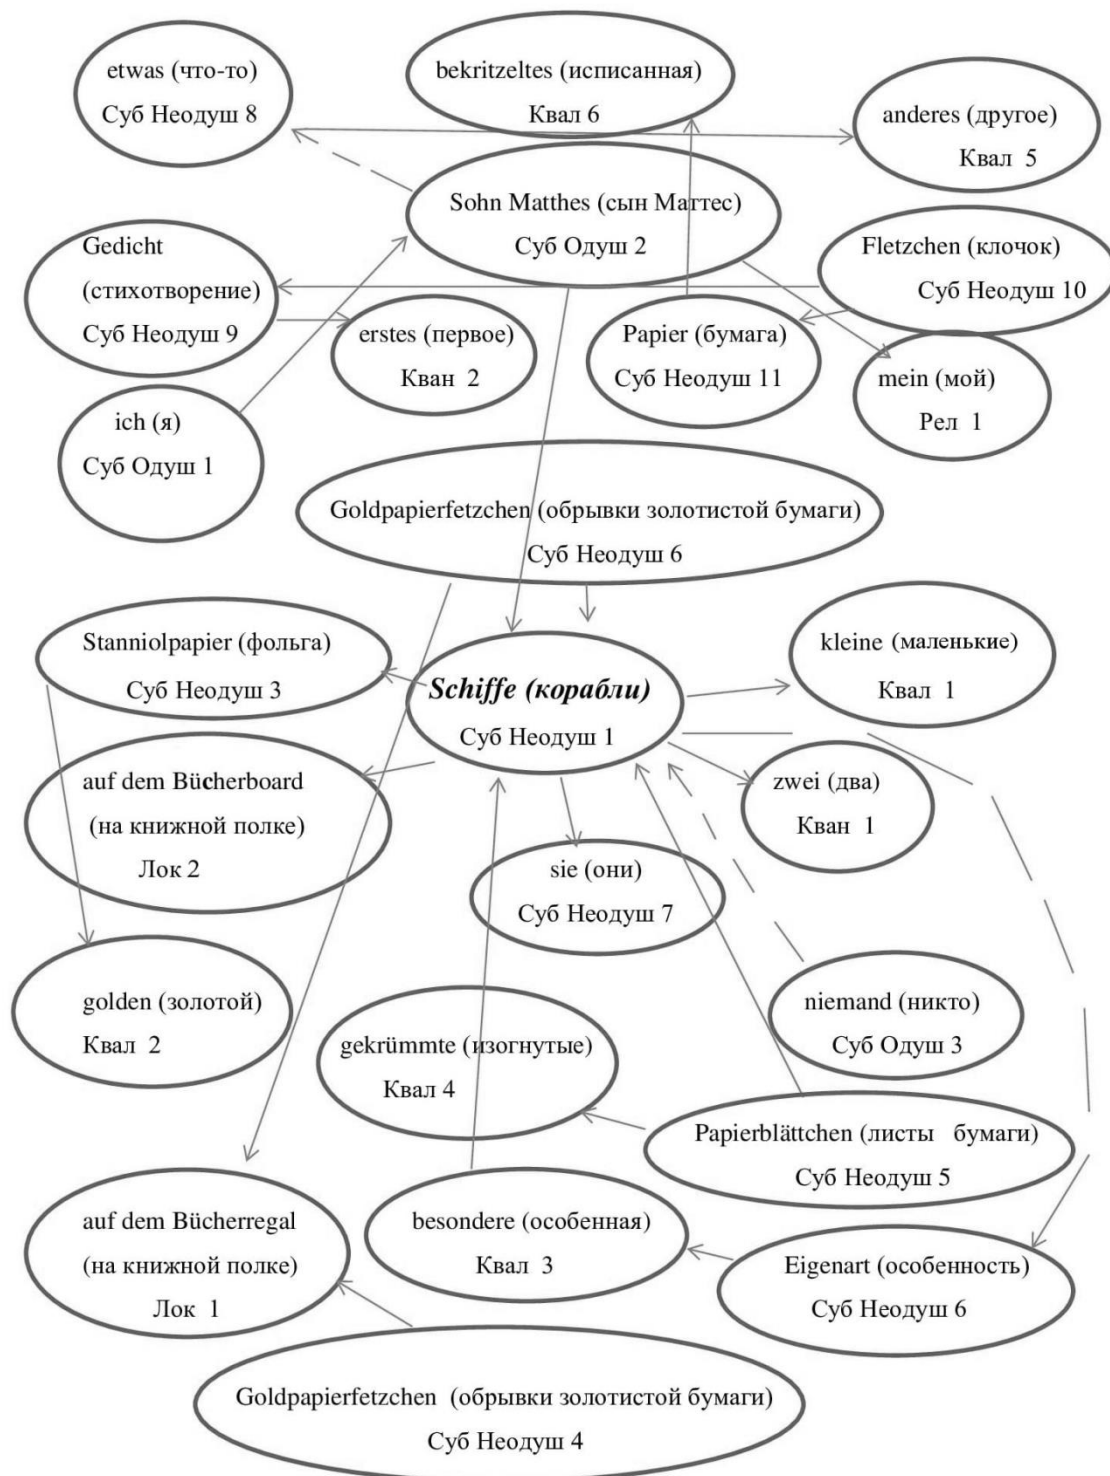 etwas (что-то)
Суб Неодуш 8
bekritzeltes (исписанная)
Квал 6
anderes (другое)
Квал 5
Sohn Matthes (сын Маттес)
Суб Одуш 2
Gedicht
(стихотворение)
Суб Неодуш 9
Fletzchen (клочок)
Суб Неодуш 10
erstes (первое)
Кван 2
Papier (бумага)
Суб Неодуш 11
mein (мой)
Рел 1
ich (я)
Суб Одуш 1
Goldpapierfetzchen (обрывки золотистой бумаги)
Суб Неодуш 6
Stanniolpapier (фольга)
Суб Неодуш 3
Schiffe (корабли)
Суб Неодуш 1
kleine (маленькие)
Квал 1
auf dem Bücherboard
(на книжной полке)
Лок 2
zwei (два)
Кван 1
sie (они)
Суб Неодуш 7
golden (золотой)
Квал 2
gekrümmte (изогнутые)
Квал 4
niemand (никто)
Суб Одуш 3
Papierblättchen (листы бумаги)
Суб Неодуш 5
auf dem Bücherregal
(на книжной полке)
Лок 1
besondere (особенная)
Квал 3
Eigenart (особенность)
Суб Неодуш 6
Goldpapierfetzchen (обрывки золотистой бумаги)
Суб Неодуш 4